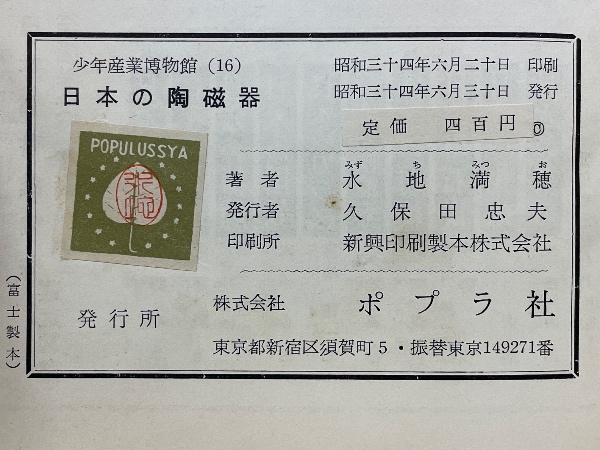 少年産業博物館 (16)
日本の陶磁器
昭和三十四年六月二十日 印刷
昭和三十四年六月三十日 発行
定価 四百円
POPULUSSYA
みず ち みつ お
著者 水地満穂
発行者 久保田忠夫
印刷所 新興印刷製本株式会社
発行所
株式会社 ポプラ社
東京都新宿区須賀町5・振替東京149271番
(富士製本)